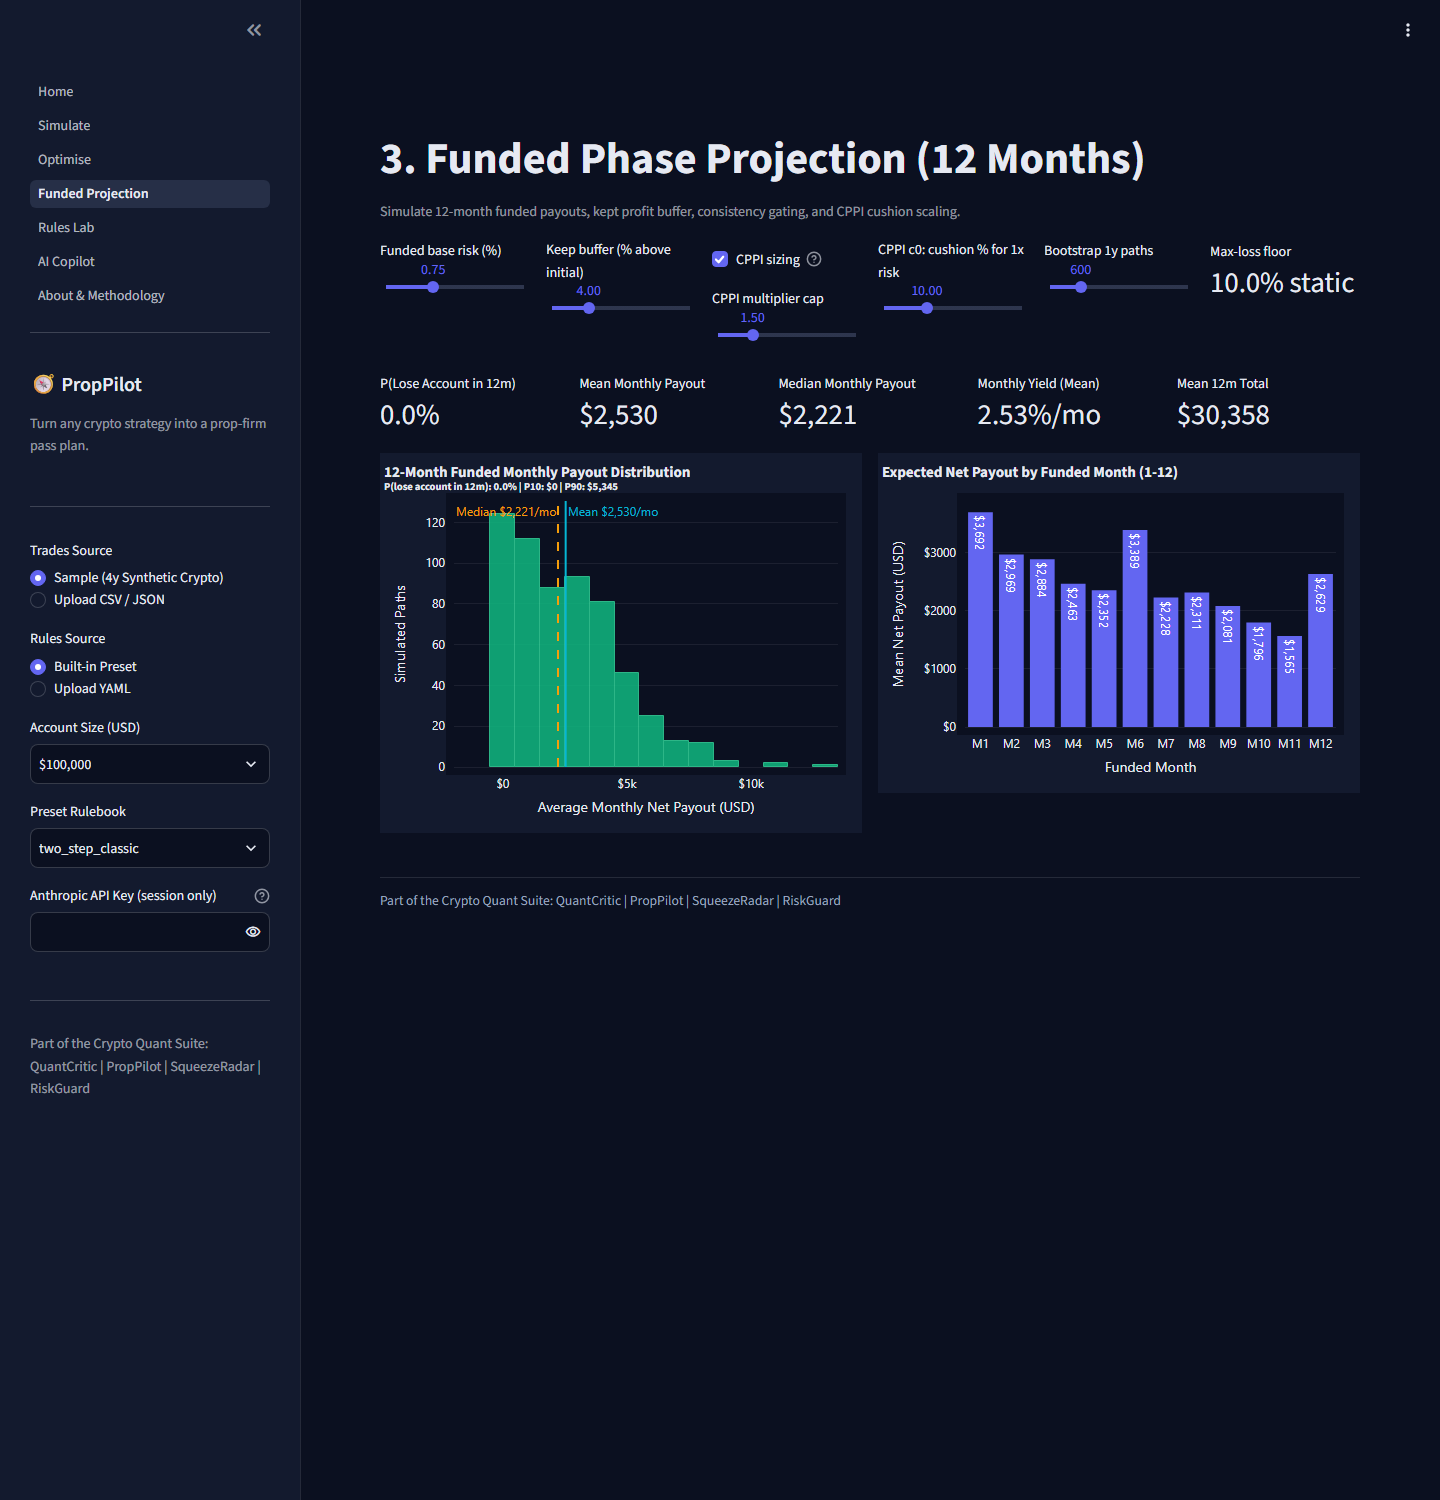 Home
Simulate
Optimise
Funded Projection
Rules Lab
AI Copilot
About & Methodology
PropPilot
Turn any crypto strategy into a prop-firm
pass plan.
Trades Source
Sample (4y Synthetic Crypto)
Upload CSV / JSON
Rules Source
Built-in Preset
Upload YAML
Account Size (USD)
$100,000
Preset Rulebook
two_step_classic
Anthropic API Key (session only)
Part of the Crypto Quant Suite:
QuantCritic | PropPilot | SqueezeRadar |
RiskGuard
3. Funded Phase Projection (12 Months)
Simulate 12-month funded payouts, kept profit buffer, consistency gating, and CPPI cushion scaling.
Funded base risk (%)
0.75
Keep buffer (% above
initial)
4.00
CPPI sizing
CPPI multiplier cap
1.50
CPPI c0: cushion % for 1x
risk
10.00
Bootstrap 1y paths
600
Max-loss floor
10.0% static
P(Lose Account in 12m)
0.0%
Mean Monthly Payout
$2,530
Median Monthly Payout
$2,221
Monthly Yield (Mean)
2.53%/mo
Mean 12m Total
$30,358
12-Month Funded Monthly Payout Distribution
P(lose account in 12m): 0.0% | P10: $0 | P90: $5,345
Median $2,221/mo
Mean $2,530/mo
Simulated Paths
120
100
80
60
40
20
0
$0
$5k
$10k
Average Monthly Net Payout (USD)
Expected Net Payout by Funded Month (1-12)
Mean Net Payout (USD)
$3000
$2000
$1000
$0
$3,692
$2,969
$2,884
$2,463
$2,352
$3,389
$2,228
$2,311
$2,081
$1,796
$1,565
$2,629
M1
M2
M3
M4
M5
M6
M7
M8
M9
M10
M11
M12
Funded Month
Part of the Crypto Quant Suite: QuantCritic | PropPilot | SqueezeRadar | RiskGuard